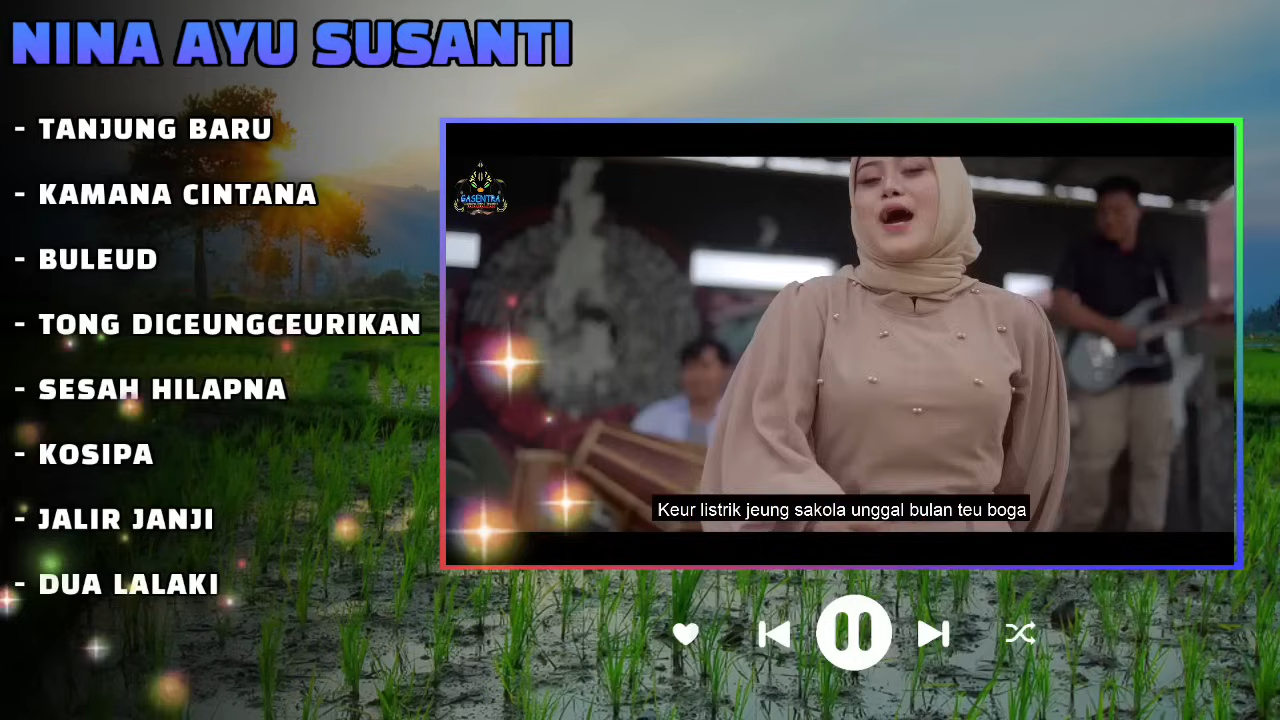 NINA AYU SUSANTI
- TANJUNG BARU
- KAMANA CINTANA
- BULEUD
- TONG DICEUNGCEURIKAN
- SESAH HILAPNA
- KOSIPA
- JALIR JANJI
- DUA LALAKI
GASENTRA
Keur listrik jeung sakola unggal bulan teu boga